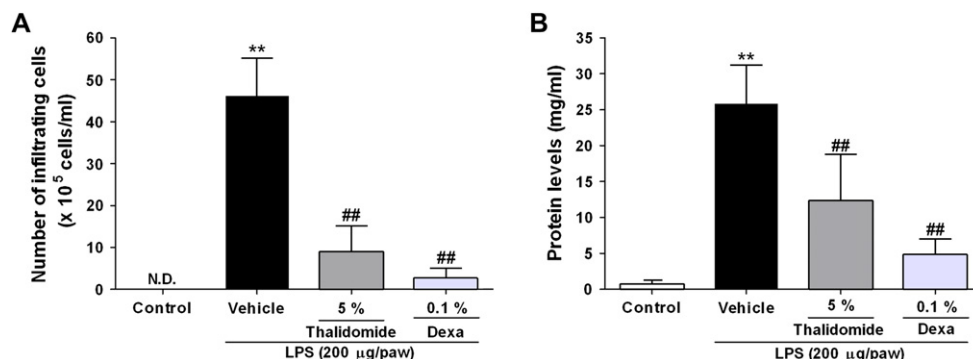 A
Number of infiltrating cells
(x 10 5 cells/ml)
60
50
40
30
20
10
0
**
##
##
N.D.
Control
Vehicle
5 %
0.1 %
Thalidomide
Dexa
LPS (200 µg/paw)
B
Protein levels (mg/ml)
35
30
25
20
15
10
5
0
**
##
##
Control
Vehicle
5 %
0.1 %
Thalidomide
Dexa
LPS (200 µg/paw)